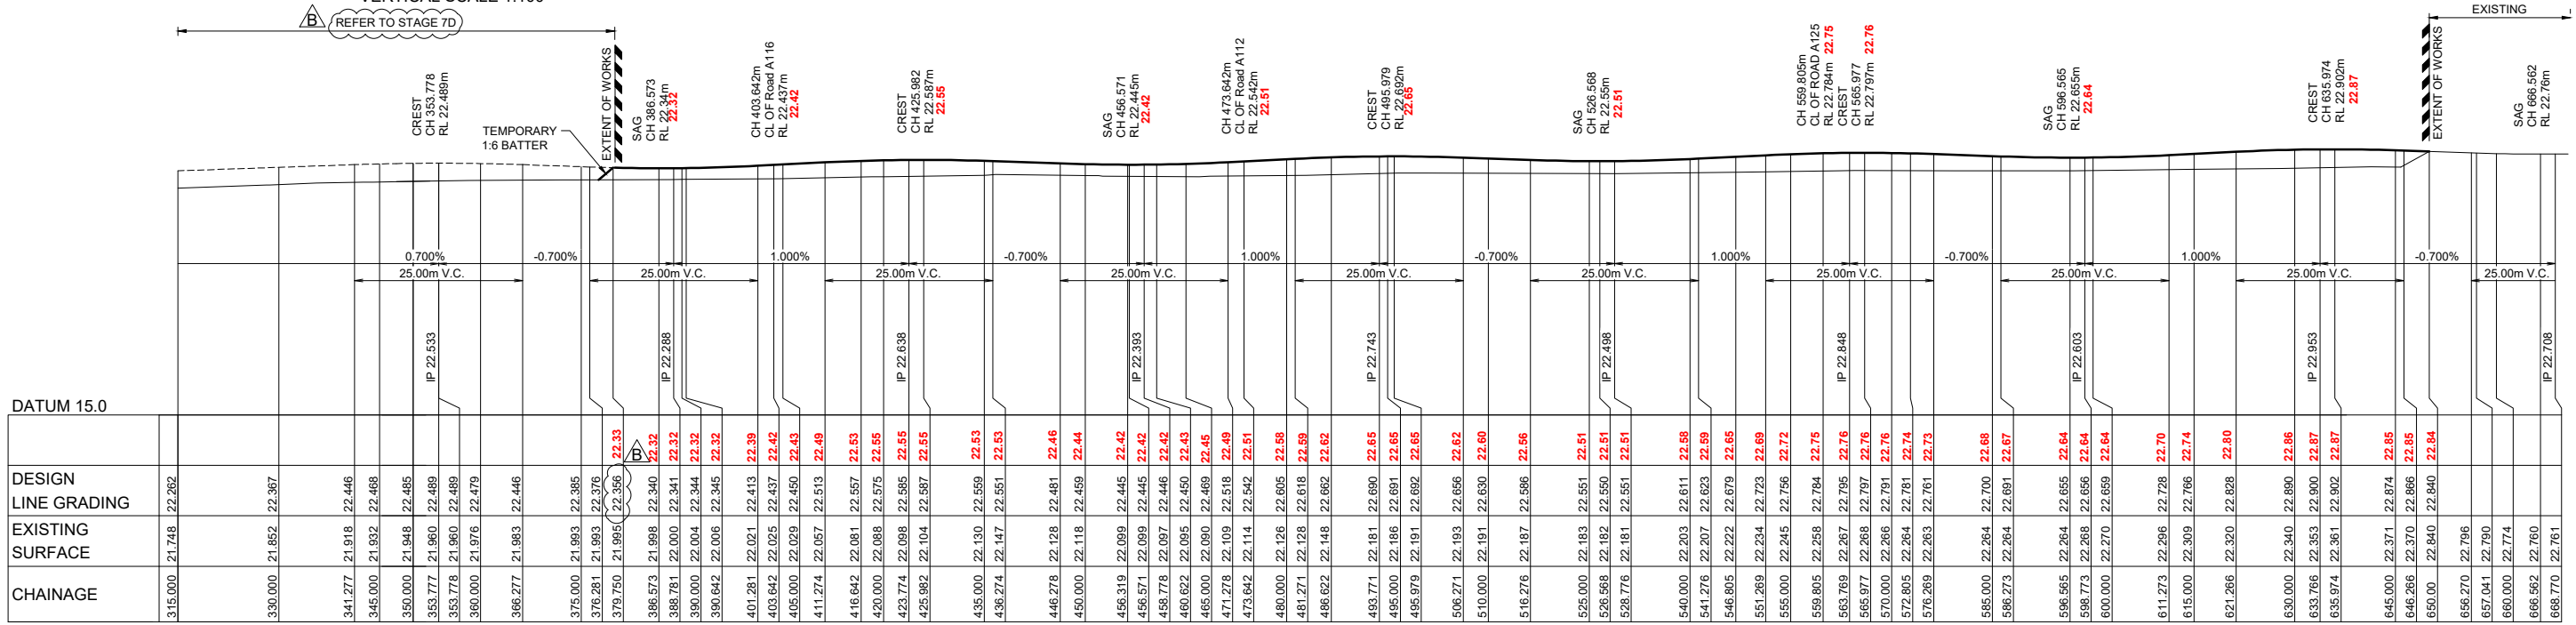 VERTICAL SCALE 1:100
B
REFER TO STAGE 7D
EXISTING
CREST
CH 353.778
RL 22.489m
TEMPORARY
1:6 BATTER
EXTENT OF WORKS
SAG
CH 386.573
RL 22.34m
22.32
CH 403.642m
CL OF Road A116
RL 22.437m
22.42
CREST
CH 425.982
RL 22.587m
22.55
SAG
CH 456.571
RL 22.445m
22.42
CH 473.642m
CL OF Road A112
RL 22.542m
22.51
CREST
CH 495.979
RL 22.692m
22.65
SAG
CH 526.568
RL 22.55m
22.51
CH 559.805m
CL OF ROAD A125
RL 22.784m 22.75
CREST
CH 565.977
RL 22.797m 22.76
SAG
CH 596.565
RL 22.655m
22.64
CREST
CH 635.974
RL 22.902m
22.87
EXTENT OF WORKS
SAG
CH 666.562
RL 22.76m
0.700% -0.700% 1.000% -0.700% 1.000% -0.700% 1.000% -0.700% 1.000% -0.700%
25.00m V.C. 25.00m V.C. 25.00m V.C. 25.00m V.C. 25.00m V.C. 25.00m V.C. 25.00m V.C. 25.00m V.C. 25.00m V.C. 25.00m V.C.
IP 22.533 IP 22.288 IP 22.638 IP 22.393 IP 22.743 IP 22.498 IP 22.848 IP 22.603 IP 22.953 IP 22.708
DATUM 15.0
22.33 22.32 22.32 22.32 22.32 22.39 22.42 22.43 22.49 22.53 22.55 22.55 22.55 22.53 22.53 22.46 22.44 22.42 22.42 22.42 22.43 22.45 22.49 22.51 22.58 22.59 22.62 22.65 22.65 22.65 22.62 22.60 22.56 22.51 22.51 22.51 22.58 22.59 22.65 22.69 22.72 22.75 22.76 22.76 22.76 22.74 22.73 22.68 22.67 22.64 22.64 22.64 22.70 22.74 22.80 22.86 22.87 22.87 22.85 22.85 22.84
B
DESIGN
LINE GRADING
22.262 22.367 22.446 22.468 22.485 22.489 22.489 22.479 22.446 22.385 22.376 22.356 22.340 22.341 22.344 22.345 22.413 22.437 22.450 22.513 22.557 22.575 22.585 22.587 22.559 22.551 22.481 22.459 22.445 22.445 22.446 22.450 22.469 22.518 22.542 22.605 22.618 22.662 22.690 22.691 22.692 22.656 22.630 22.586 22.551 22.550 22.551 22.611 22.623 22.679 22.723 22.756 22.784 22.795 22.797 22.791 22.781 22.761 22.700 22.691 22.655 22.656 22.659 22.728 22.766 22.828 22.890 22.900 22.902 22.874 22.866 22.840
EXISTING
SURFACE
21.748 21.852 21.918 21.932 21.948 21.960 21.960 21.976 21.983 21.993 21.993 21.995 21.998 22.000 22.004 22.006 22.021 22.025 22.029 22.057 22.081 22.088 22.098 22.104 22.130 22.147 22.128 22.118 22.099 22.099 22.097 22.095 22.090 22.109 22.114 22.126 22.128 22.148 22.181 22.186 22.191 22.193 22.191 22.187 22.183 22.182 22.181 22.203 22.207 22.222 22.234 22.245 22.258 22.267 22.268 22.266 22.264 22.263 22.264 22.264 22.264 22.268 22.270 22.296 22.309 22.320 22.340 22.353 22.361 22.371 22.370 22.840 22.796 22.790 22.774 22.760 22.761
CHAINAGE
315.000 330.000 341.277 345.000 350.000 353.777 353.778 360.000 366.277 375.000 376.281 379.750 386.573 388.781 390.000 390.642 401.281 403.642 405.000 411.274 416.642 420.000 423.774 425.982 435.000 436.274 446.278 450.000 456.319 456.571 458.778 460.622 465.000 471.278 473.642 480.000 481.271 486.622 493.771 495.000 495.979 506.271 510.000 516.276 525.000 526.568 528.776 540.000 541.276 546.805 551.269 555.000 559.805 563.769 565.977 570.000 572.805 576.269 585.000 586.273 596.565 598.773 600.000 611.273 615.000 621.266 630.000 633.766 635.974 645.000 646.266 650.00 656.270 657.041 660.000 666.562 668.770